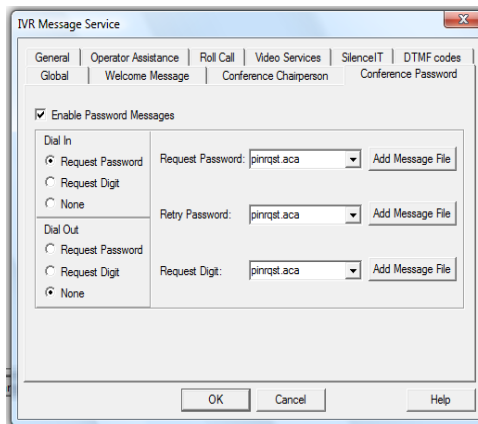 IVR Message Service
General Operator Assistance Roll Call Video Services SilenceIT DTMF codes
Global Welcome Message Conference Chairperson Conference Password
Enable Password Messages
Dial In
Request Password
Request Digit
None
Dial Out
Request Password
Request Digit
None
Request Password: pinrqst.aca Add Message File
Retry Password: pinrqst.aca Add Message File
Request Digit: pinrqst.aca Add Message File
OK Cancel Help